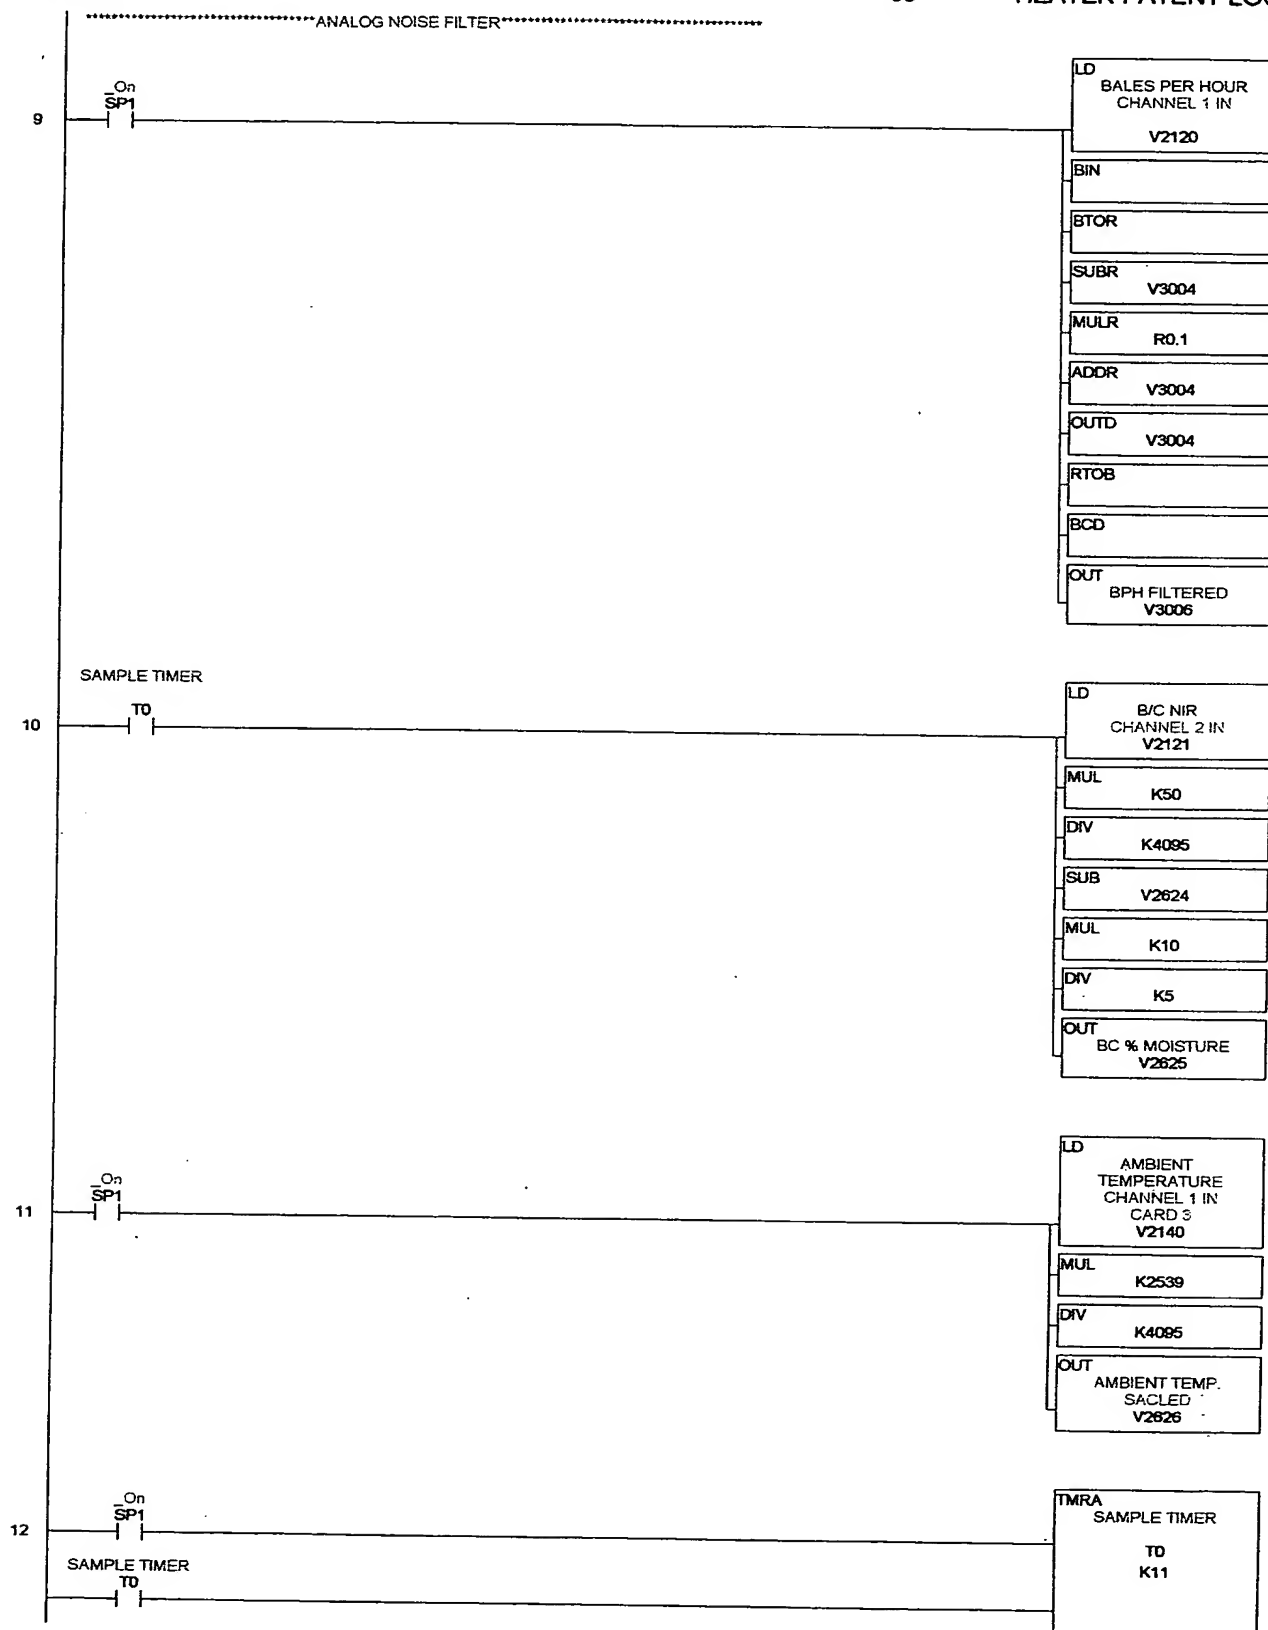 ANALOG NOISE FILTER
9
_On
SP1
LD
BALES PER HOUR
CHANNEL 1 IN
V2120
BIN
BTOR
SUBR
V3004
MULR
R0.1
ADDR
V3004
OUTD
V3004
RTOB
BCD
OUT
BPH FILTERED
V3006
SAMPLE TIMER
10
T0
LD
B/C NIR
CHANNEL 2 IN
V2121
MUL
K50
DIV
K4095
SUB
V2624
MUL
K10
DIV
K5
OUT
BC % MOISTURE
V2625
11
_On
SP1
LD
AMBIENT
TEMPERATURE
CHANNEL 1 IN
CARD 3
V2140
MUL
K2539
DIV
K4095
OUT
AMBIENT TEMP.
SACLED
V2626
12
_On
SP1
TMRA
SAMPLE TIMER
T0
K11
SAMPLE TIMER
T0